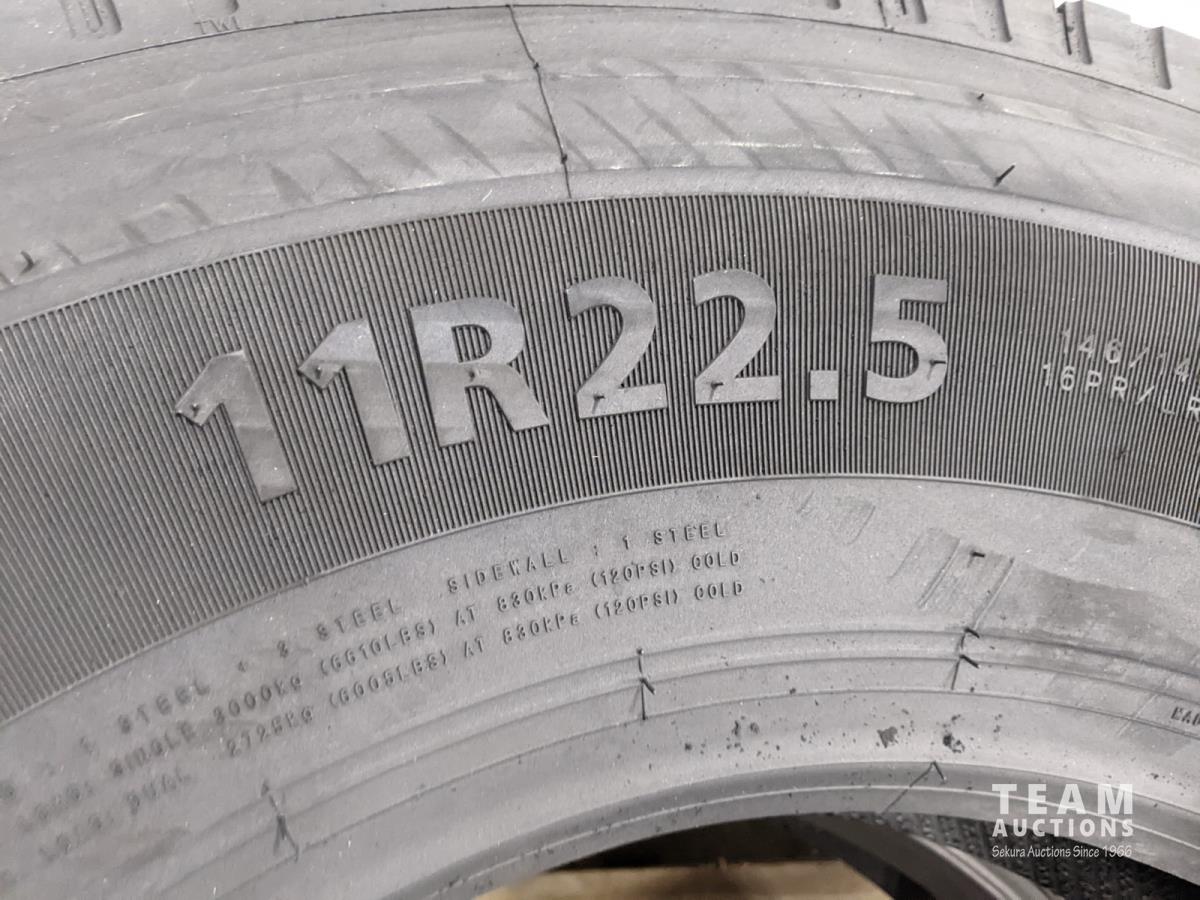 TWI
11R22.5
146/14
16PR/LR
STEEL + 3 STEEL SIDEWALL : 1 STEEL
SINGLE 3000KG (6610LBS) AT 830KPa (120PSI) COLD
DUAL 2725KG (6005LBS) AT 830KPa (120PSI) COLD
TEAM
AUCTIONS
Sekura Auctions Since 1966